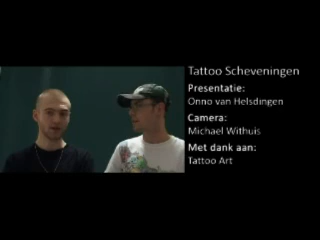 Tattoo Scheveningen
Presentatie:
Onno van Helsdingen
Camera:
Michael Withuis
Met dank aan:
Tattoo Art